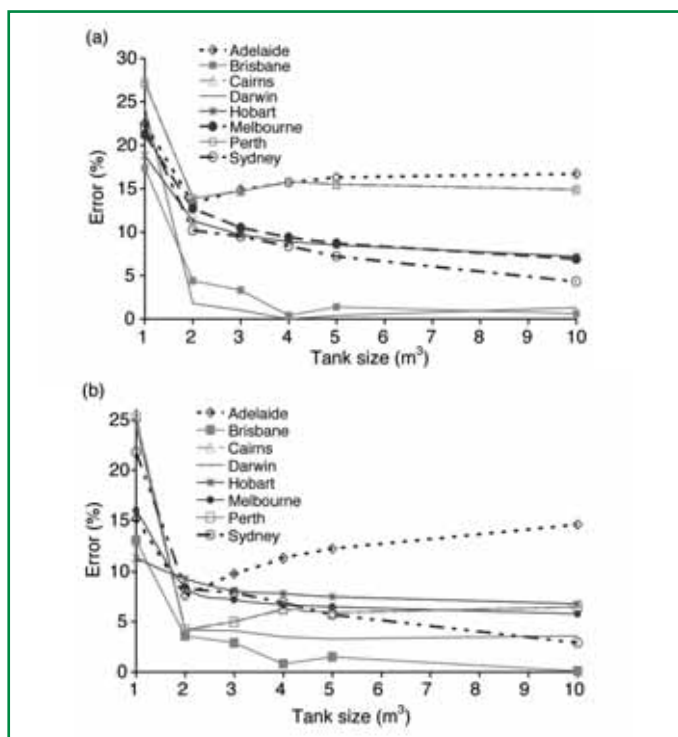 (a)
Adelaide
Brisbane
Cairns
Darwin
Hobart
Melbourne
Perth
Sydney
30
25
20
15
10
5
0
Error (%)
1 2 3 4 5 6 7 8 9 10
Tank size (m³)
(b)
Adelaide
Brisbane
Cairns
Darwin
Hobart
Melbourne
Perth
Sydney
25
20
15
10
5
0
Error (%)
1 2 3 4 5 6 7 8 9 10
Tank size (m³)